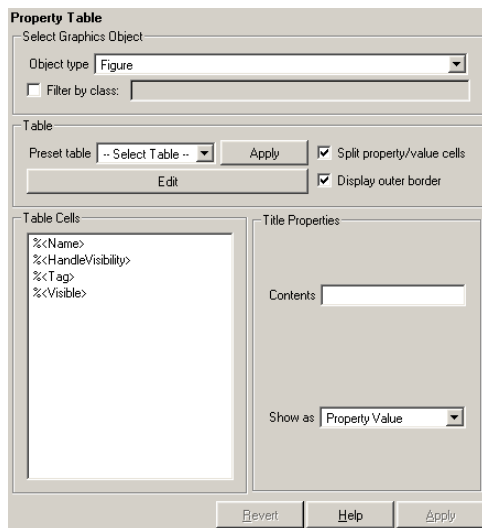 Property Table
Select Graphics Object
Object type Figure
Filter by class:
Table
Preset table -- Select Table -- Apply Split property/value cells
Edit Display outer border
Table Cells
%<Name>
%<HandleVisibility>
%<Tag>
%<Visible>
Title Properties
Contents
Show as Property Value
Revert Help Apply